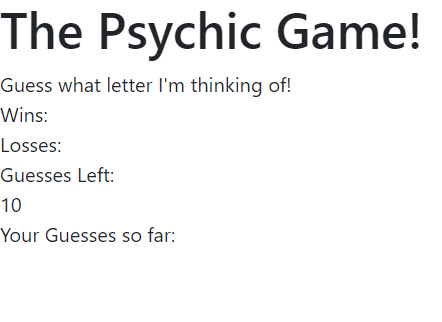 The Psychic Game!
Guess what letter I'm thinking of!
Wins:
Losses:
Guesses Left:
10
Your Guesses so far: